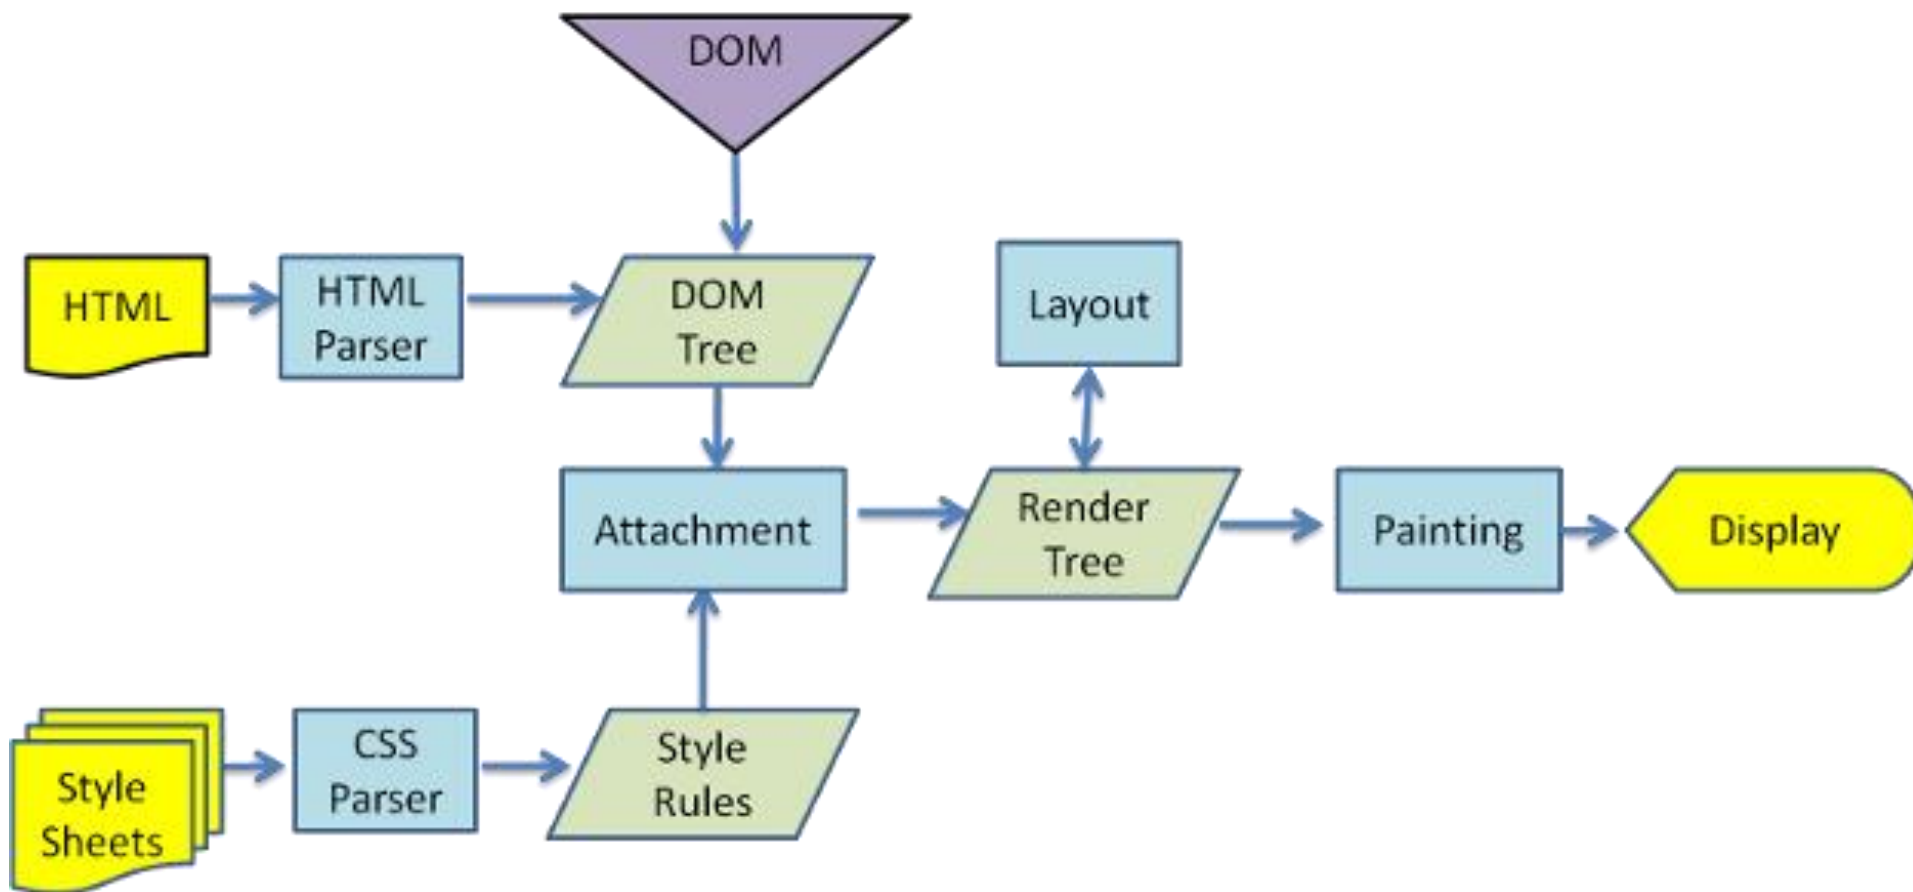 DOM
HTML
HTML
Parser
DOM
Tree
Layout
Attachment
Render
Tree
Painting
Display
Style
Sheets
CSS
Parser
Style
Rules